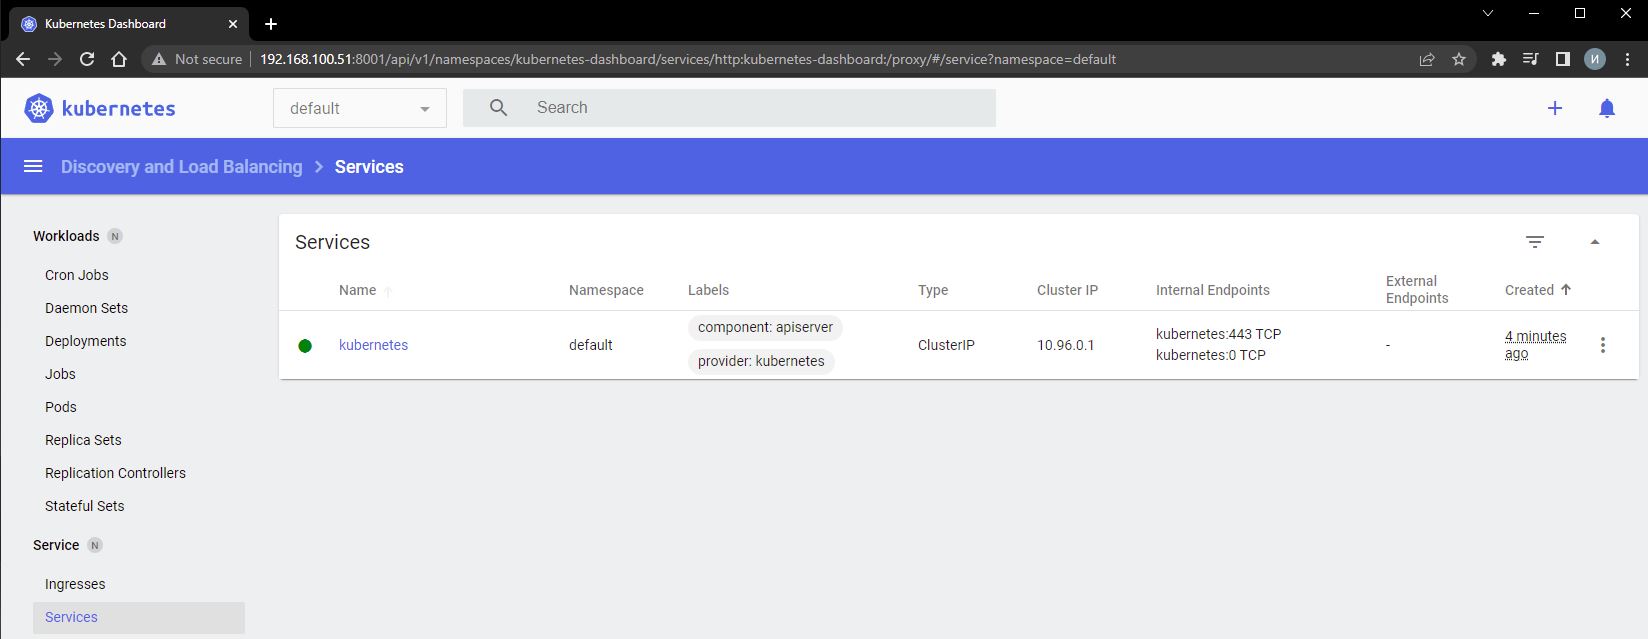 Kubernetes Dashboard
Not secure 192.168.100.51:8001/api/v1/namespaces/kubernetes-dashboard/services/http:kubernetes-dashboard:/proxy/#/service?namespace=default
И
kubernetes
default
Search
Discovery and Load Balancing > Services
Workloads N
Cron Jobs
Daemon Sets
Deployments
Jobs
Pods
Replica Sets
Replication Controllers
Stateful Sets
Service N
Ingresses
Services
Services
Name Namespace Labels Type Cluster IP Internal Endpoints External Endpoints Created
kubernetes default component: apiserver ClusterIP 10.96.0.1 kubernetes:443 TCP - 4 minutes ago
provider: kubernetes kubernetes:0 TCP